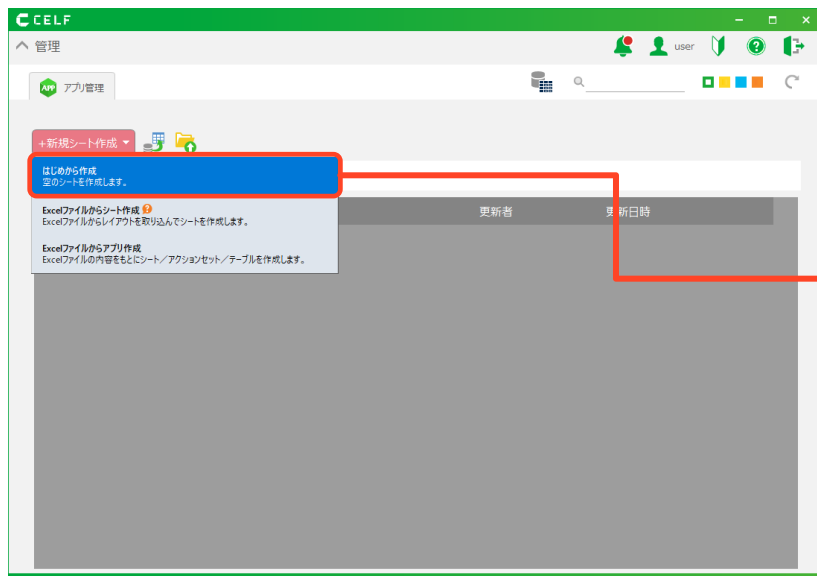 CELF
管理
user
アプリ管理
+新規シート作成
はじめから作成
空のシートを作成します。
Excelファイルからシート作成
Excelファイルからレイアウトを取り込んでシートを作成します。
更新者
更新日時
Excelファイルからアプリ作成
Excelファイルの内容をもとにシート／アクションセット／テーブルを作成します。